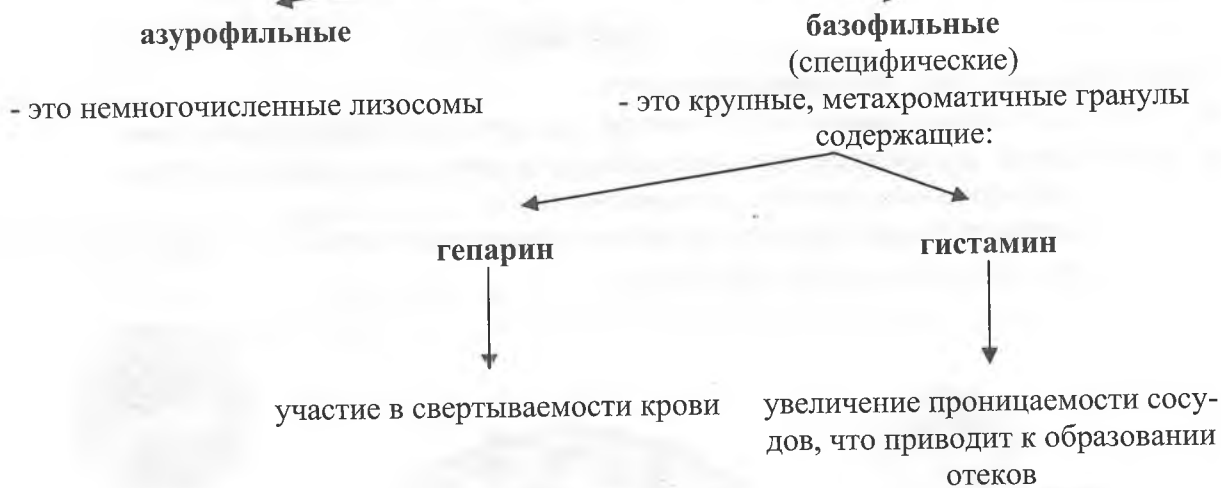 азурофильные
базофильные
(специфические)
- это немногочисленные лизосомы
- это крупные, метахроматичные гранулы
содержащие:
гепарин
гистамин
участие в свертываемости крови
увеличение проницаемости сосу-
дов, что приводит к образовании
отеков